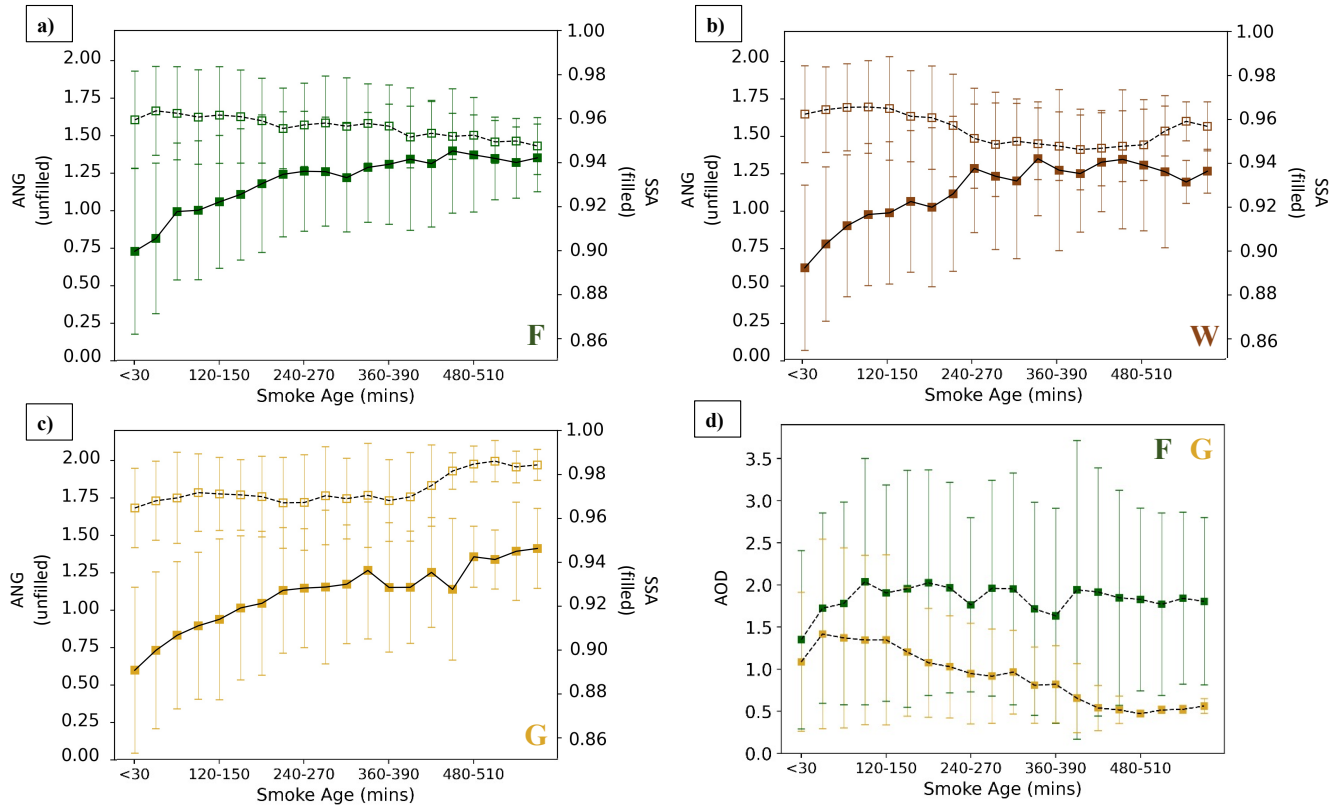 a)
2.00
1.75
1.50
1.25
1.00
0.75
0.50
0.25
0.00
ANG
(unfilled)
1.00
0.98
0.96
0.94
0.92
0.90
0.88
0.86
SSA
(filled)
F
<30 120-150 240-270 360-390 480-510
Smoke Age (mins)
b)
2.00
1.75
1.50
1.25
1.00
0.75
0.50
0.25
0.00
ANG
(unfilled)
1.00
0.98
0.96
0.94
0.92
0.90
0.88
0.86
SSA
(filled)
W
<30 120-150 240-270 360-390 480-510
Smoke Age (mins)
c)
2.00
1.75
1.50
1.25
1.00
0.75
0.50
0.25
0.00
ANG
(unfilled)
1.00
0.98
0.96
0.94
0.92
0.90
0.88
0.86
SSA
(filled)
G
<30 120-150 240-270 360-390 480-510
Smoke Age (mins)
d)
F G
3.5
3.0
2.5
2.0
1.5
1.0
0.5
0.0
AOD
<30 120-150 240-270 360-390 480-510
Smoke Age (mins)